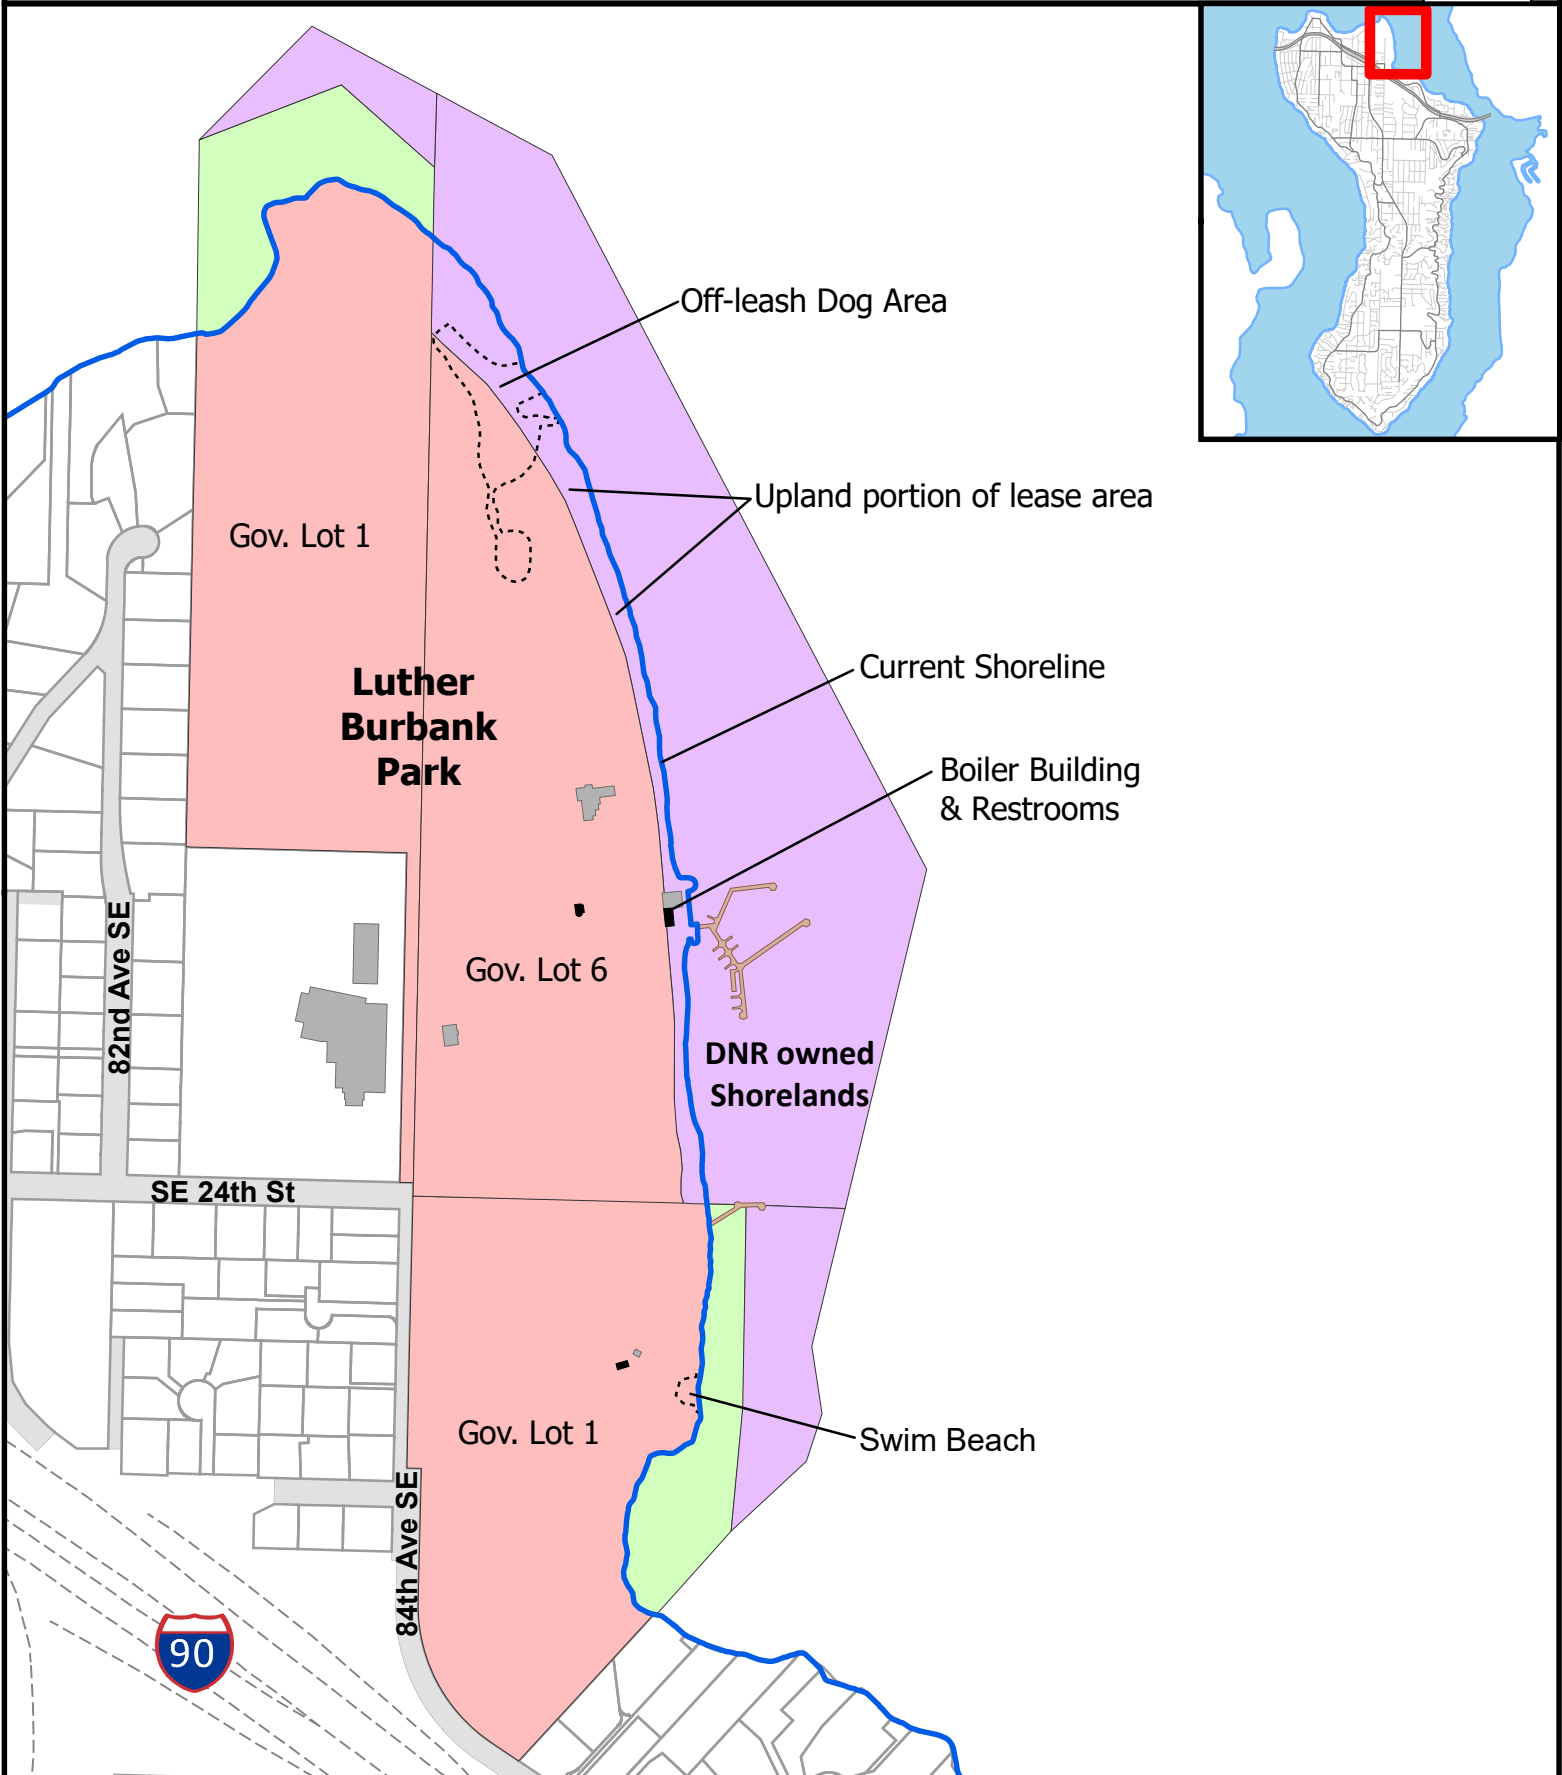 Off-leash Dog Area
Upland portion of lease area
Gov. Lot 1
Luther
Burbank
Park
Current Shoreline
Boiler Building
& Restrooms
82nd Ave SE
Gov. Lot 6
DNR owned
Shorelands
SE 24th St
Gov. Lot 1
Swim Beach
84th Ave SE
90